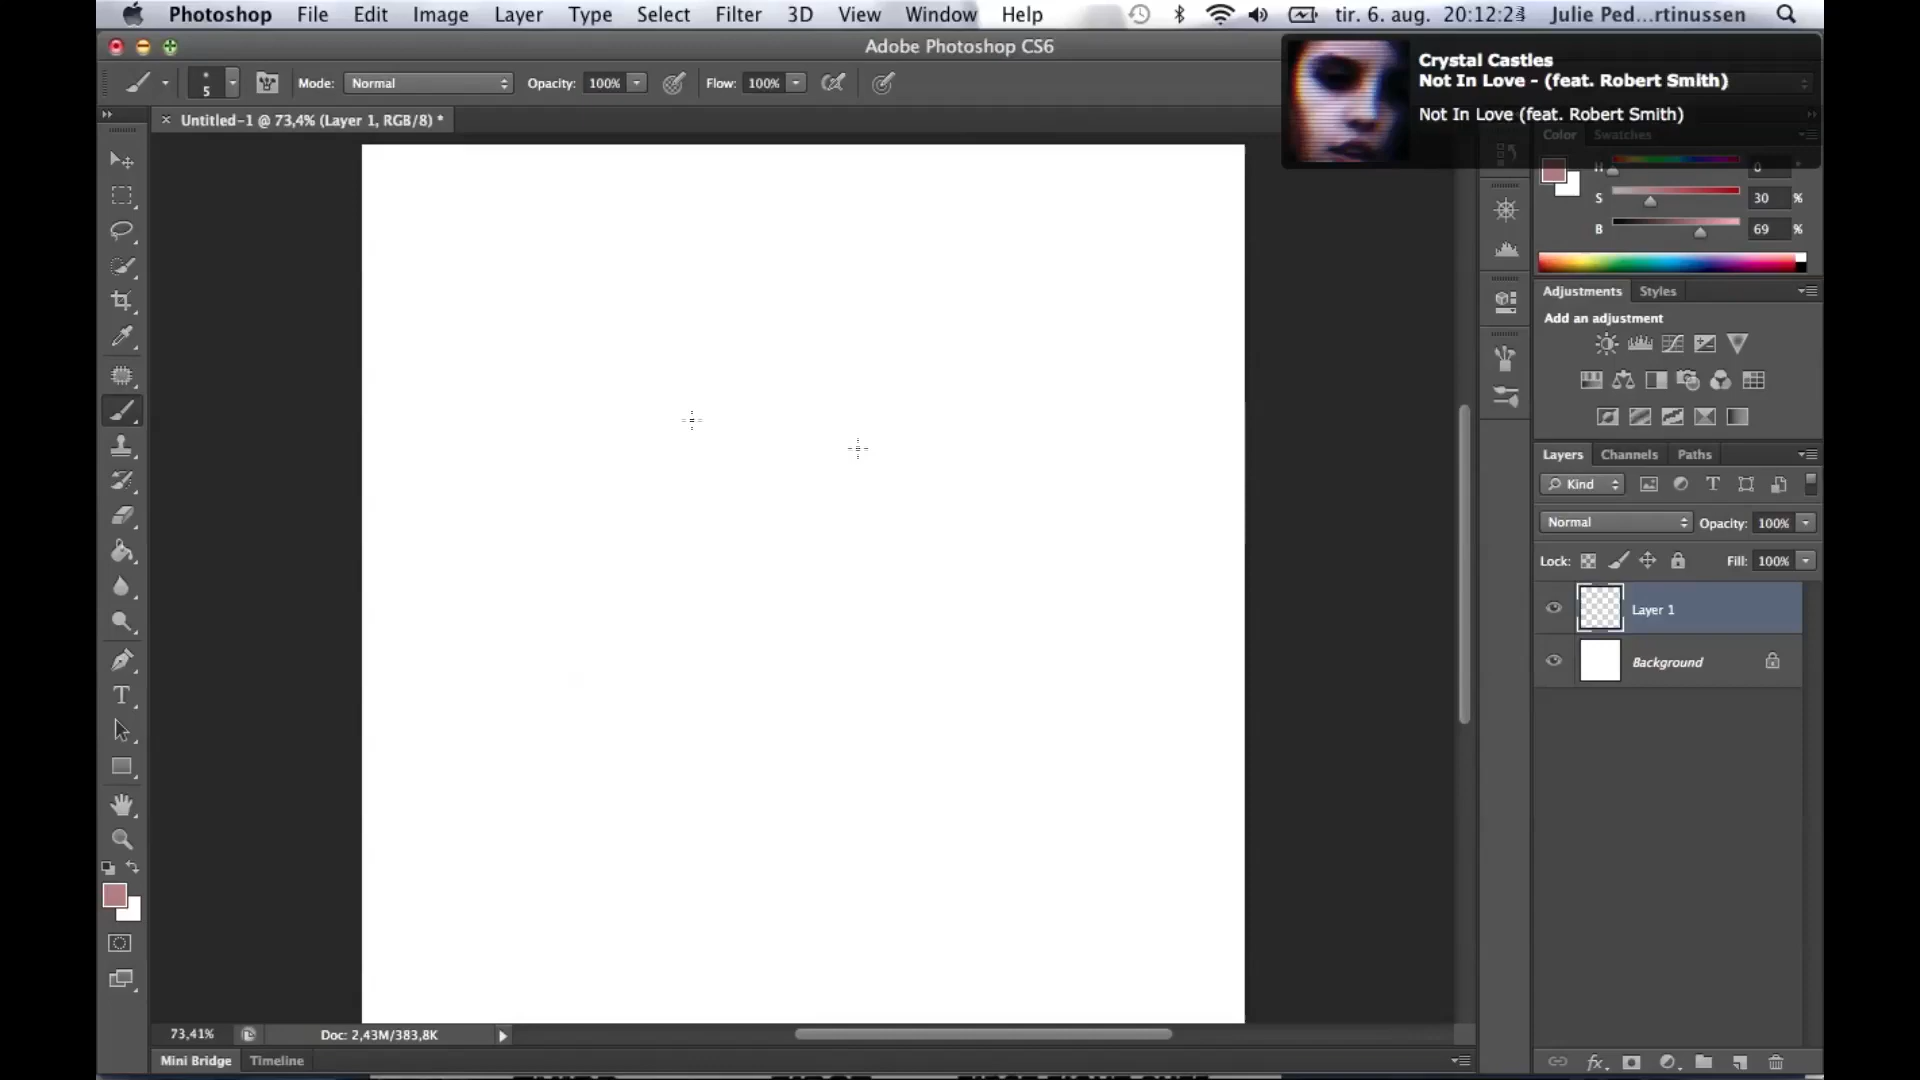 Photoshop File Edit Image Layer Type Select Filter 3D View Window Help tir. 6. aug. 20:12:23 Julie Ped...rtinussen
Adobe Photoshop CS6
Crystal Castles
Not In Love - (feat. Robert Smith)
Not In Love (feat. Robert Smith)
5 Mode: Normal Opacity: 100% Flow: 100%
Untitled-1 @ 73,4% (Layer 1, RGB/8) *
Color Swatches
H 0 °
S 30 %
B 69 %
Adjustments Styles
Add an adjustment
Layers Channels Paths
Kind
Normal Opacity: 100%
Lock: Fill: 100%
Layer 1
Background
T
73,41% Doc: 2,43M/383,8K
Mini Bridge Timeline
fx